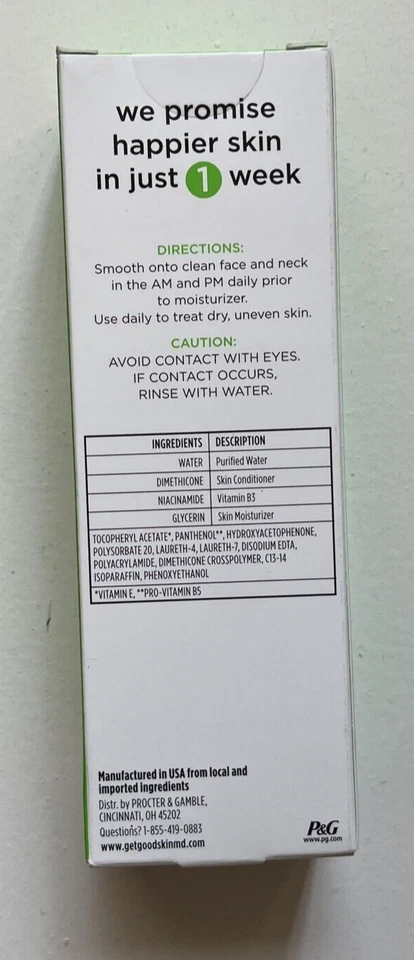 we promise
happier skin
in just 1 week
DIRECTIONS:
Smooth onto clean face and neck
in the AM and PM daily prior
to moisturizer.
Use daily to treat dry, uneven skin.
CAUTION:
AVOID CONTACT WITH EYES.
IF CONTACT OCCURS,
RINSE WITH WATER.
INGREDIENTS DESCRIPTION
WATER Purified Water
DIMETHICONE Skin Conditioner
NIACINAMIDE Vitamin B3
GLYCERIN Skin Moisturizer
TOCOPHERYL ACETATE*, PANTHENOL**, HYDROXYACETOPHENONE,
POLYSORBATE 20, LAURETH-4, LAURETH-7, DISODIUM EDTA,
POLYACRYLAMIDE, DIMETHICONE CROSSPOLYMER, C13-14
ISOPARAFFIN, PHENOXYETHANOL
*VITAMIN E, **PRO-VITAMIN B5
Manufactured in USA from local and
imported ingredients
Distr. by PROCTER & GAMBLE,
CINCINNATI, OH 45202
Questions? 1-855-419-0883
www.getgoodskinmd.com
P&G
www.pg.com